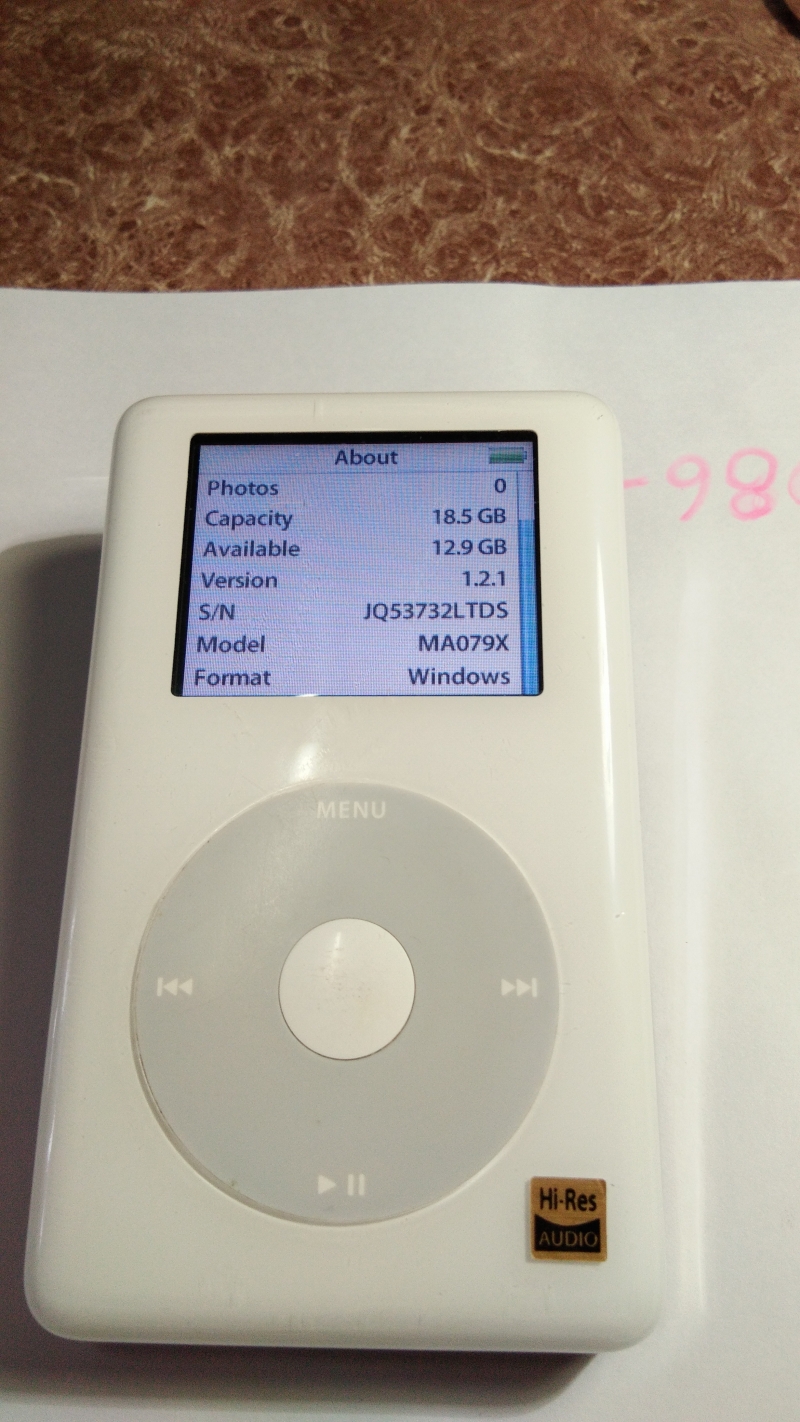 About
Photos 0
Capacity 18.5 GB
Available 12.9 GB
Version 1.2.1
S/N JQ53732LTDS
Model MA079X
Format Windows
MENU
Hi-Res
AUDIO
-98